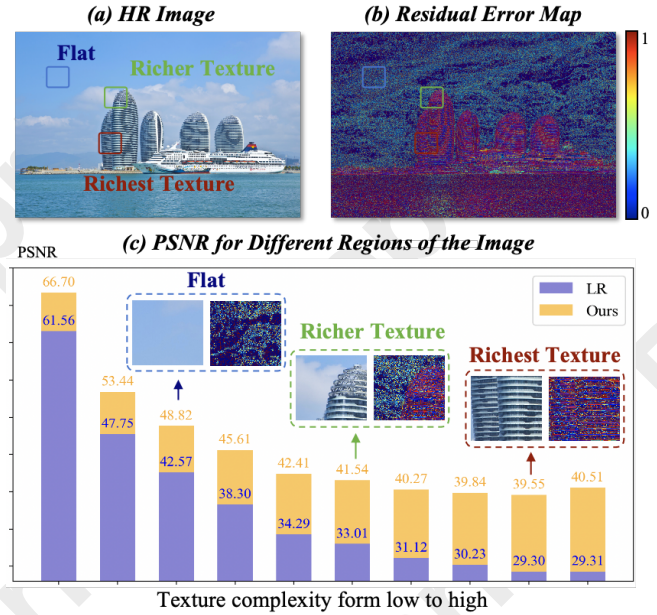 (a) HR Image
(b) Residual Error Map
Flat
Richer Texture
Richest Texture
1
0
(c) PSNR for Different Regions of the Image
PSNR
LR
Ours
Flat
Richer Texture
Richest Texture
66.70
61.56
53.44
47.75
48.82
42.57
45.61
38.30
42.41
34.29
41.54
33.01
40.27
31.12
39.84
30.23
39.55
29.30
40.51
29.31
Texture complexity form low to high